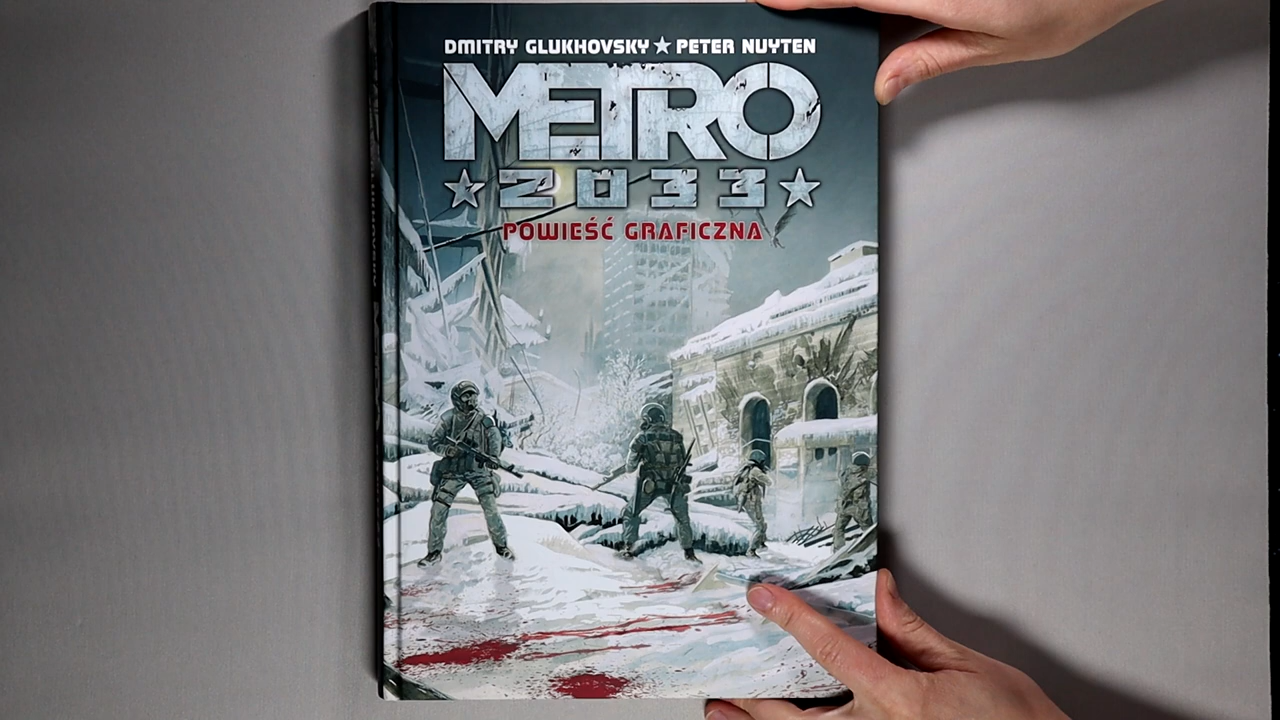 DMITRY GLUKHOVSKY ★ PETER NUYTEN
METRO
★ 2033 ★
POWIEŚĆ GRAFICZNA